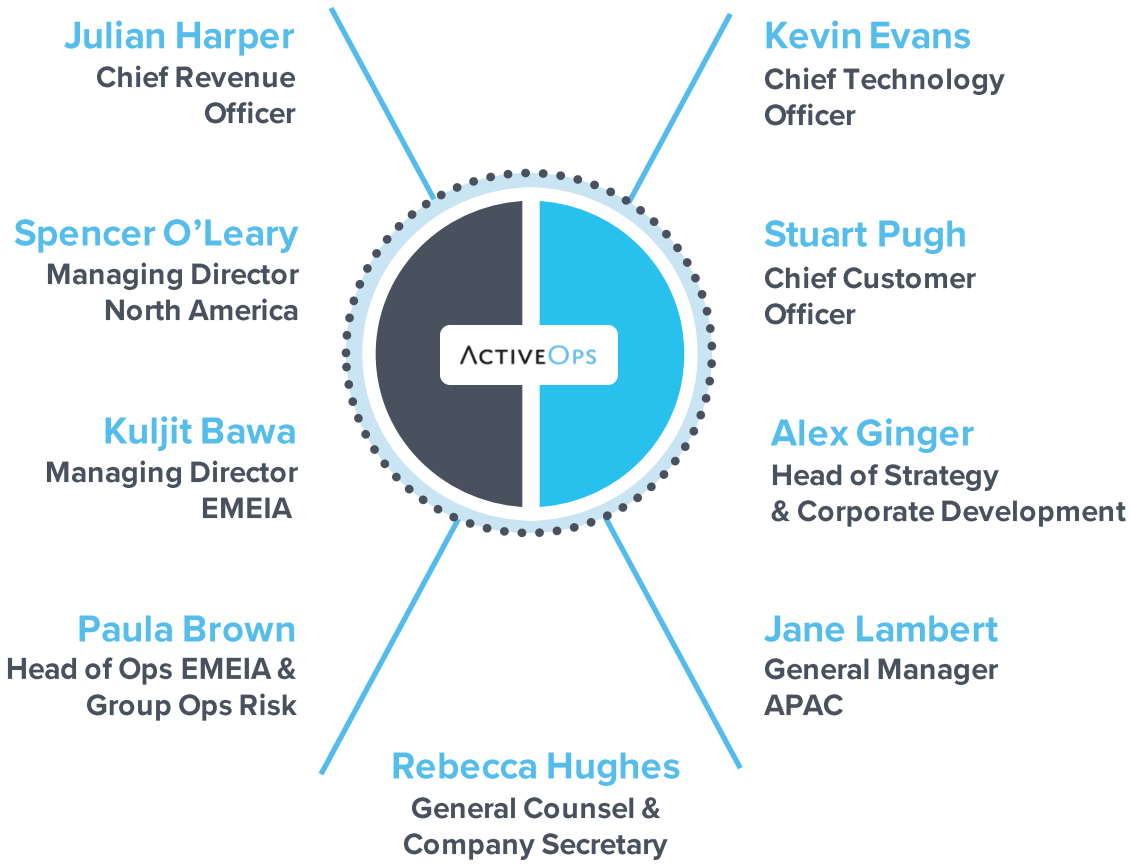 Julian Harper
Chief Revenue
Officer
Kevin Evans
Chief Technology
Officer
Spencer O’Leary
Managing Director
North America
Stuart Pugh
Chief Customer
Officer
ACTIVEOPS
Kuljit Bawa
Managing Director
EMEIA
Alex Ginger
Head of Strategy
& Corporate Development
Paula Brown
Head of Ops EMEIA &
Group Ops Risk
Jane Lambert
General Manager
APAC
Rebecca Hughes
General Counsel &
Company Secretary